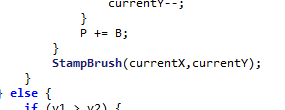 currentY--;
}
P += B;
}
StampBrush(currentX,currentY);
}
} else {
if (y1 > y2) {